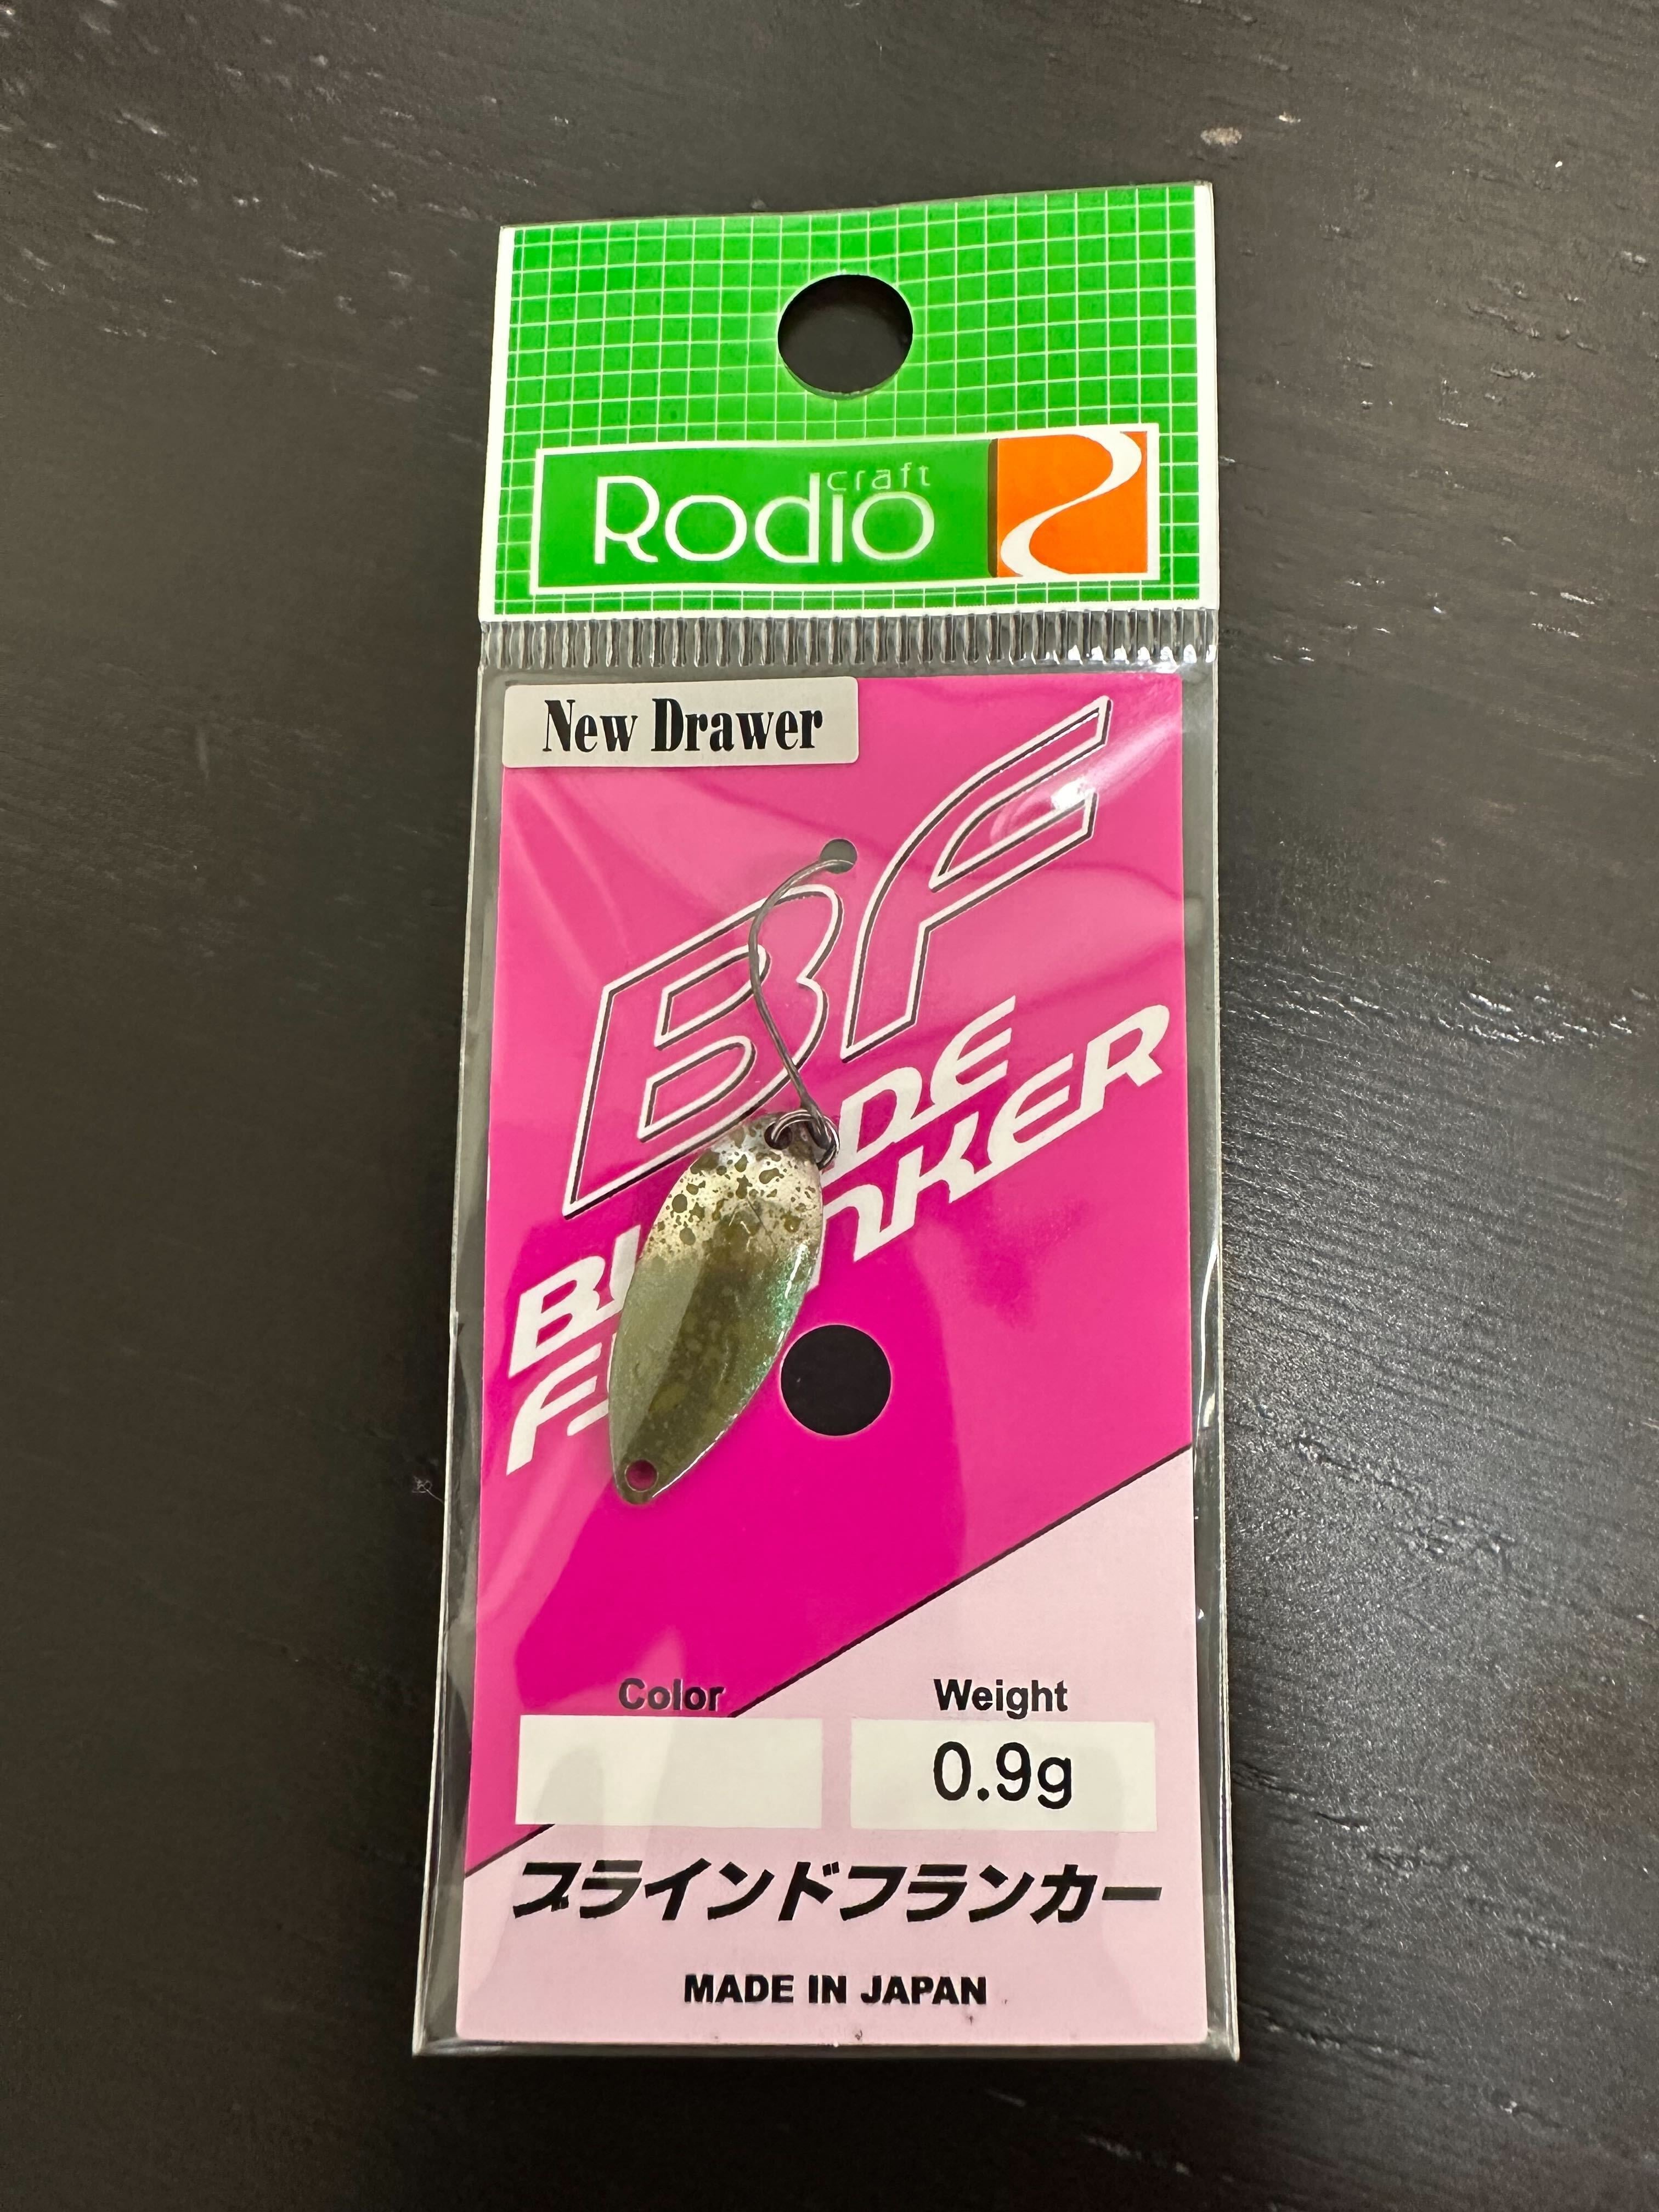 Rodio craft
New Drawer
BF
Color Weight
0.9g
ブラインドフランカー
MADE IN JAPAN